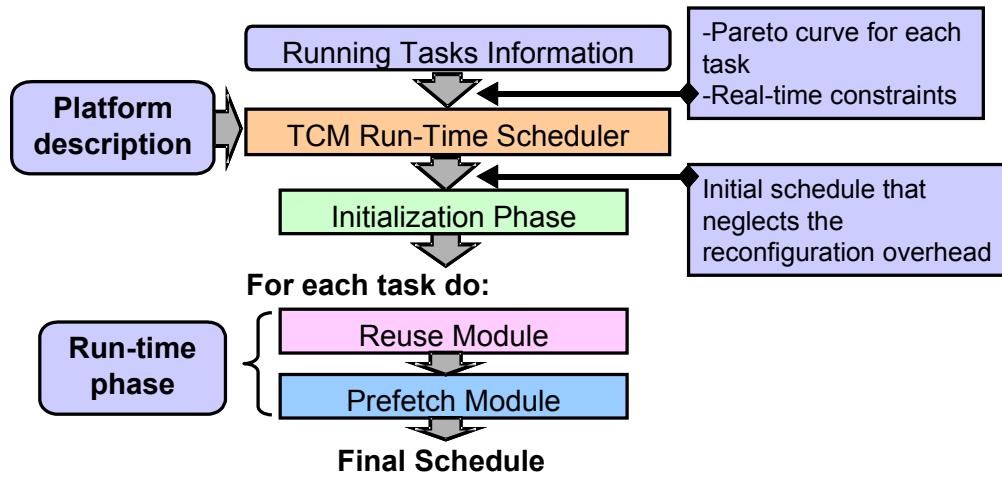 Running Tasks Information
-Pareto curve for each
task
-Real-time constraints
Platform
description
TCM Run-Time Scheduler
Initial schedule that
neglects the
reconfiguration overhead
Initialization Phase
For each task do:
Reuse Module
Run-time
phase
Prefetch Module
Final Schedule